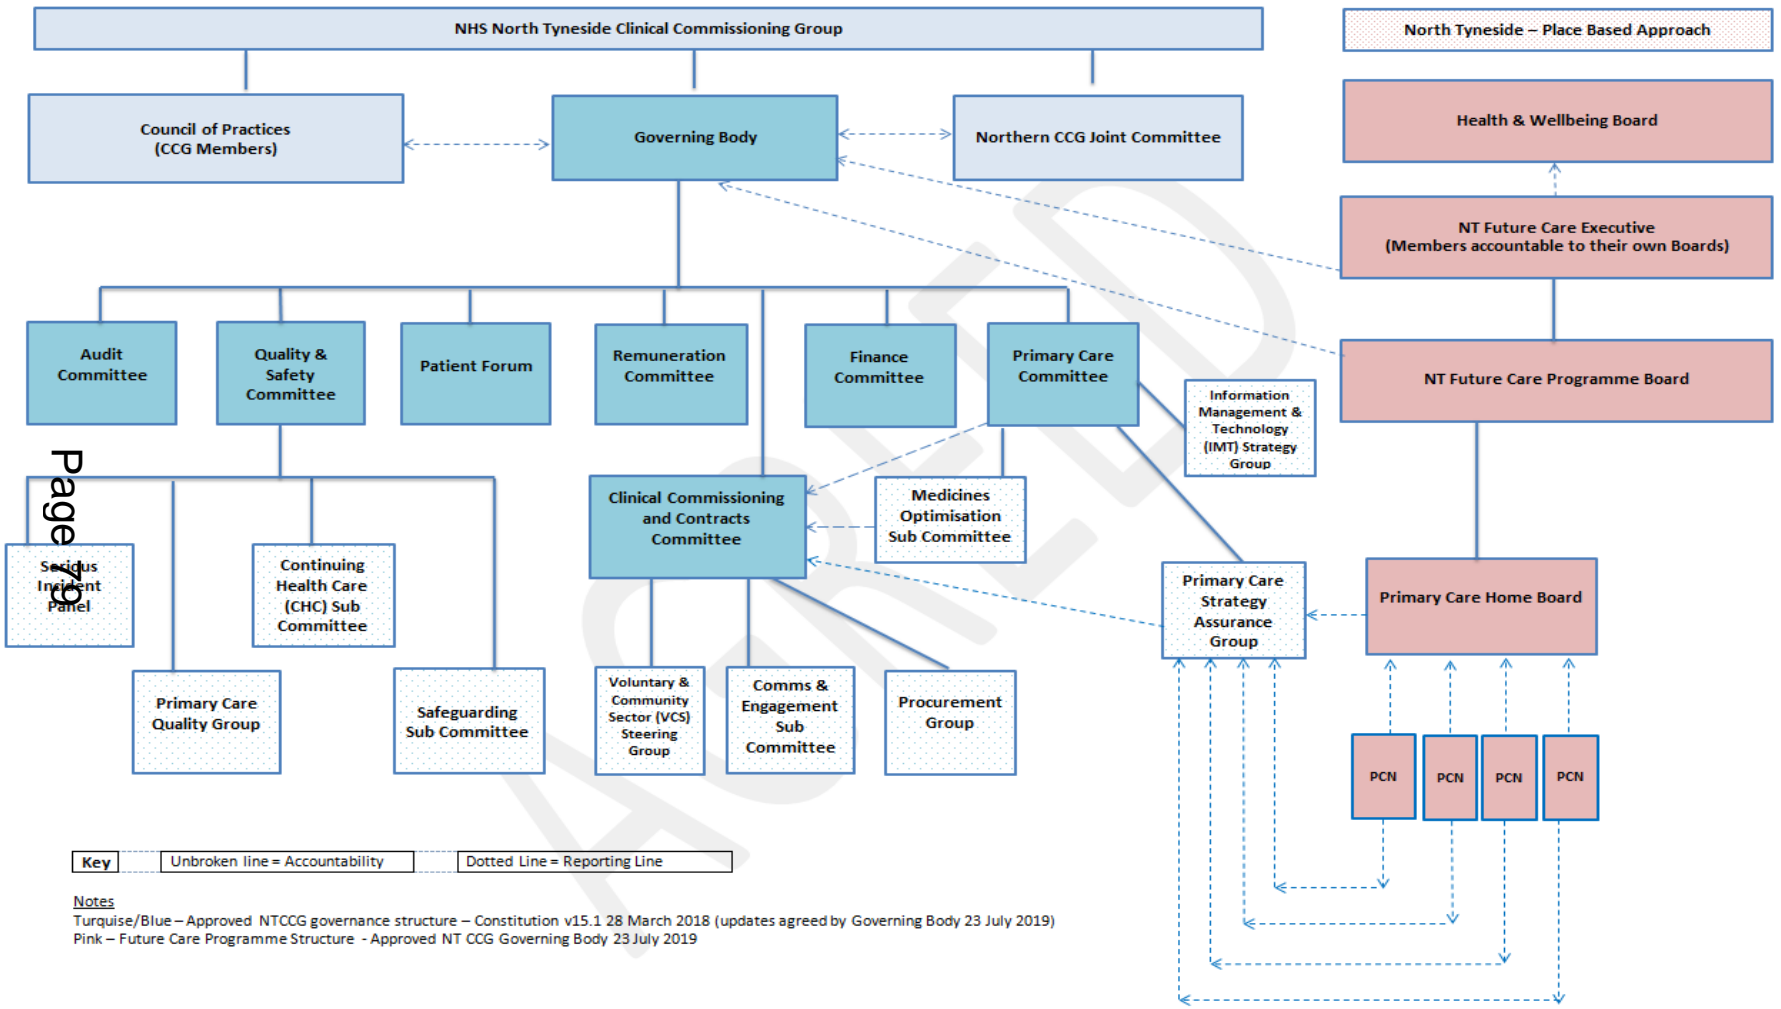 NHS North Tyneside Clinical Commissioning Group
North Tyneside – Place Based Approach
Council of Practices
(CCG Members)
Governing Body
Northern CCG Joint Committee
Health & Wellbeing Board
NT Future Care Executive
(Members accountable to their own Boards)
Audit
Committee
Quality &
Safety
Committee
Patient Forum
Remuneration
Committee
Finance
Committee
Primary Care
Committee
NT Future Care Programme Board
Information
Management &
Technology
(IMT) Strategy
Group
Page 79
Clinical Commissioning
and Contracts
Committee
Medicines
Optimisation
Sub Committee
Serious
Incident
Panel
Continuing
Health Care
(CHC) Sub
Committee
Primary Care
Strategy
Assurance
Group
Primary Care Home Board
Primary Care
Quality Group
Safeguarding
Sub Committee
Voluntary &
Community
Sector (VCS)
Steering
Group
Comms &
Engagement
Sub
Committee
Procurement
Group
PCN
PCN
PCN
PCN
AGREED
Key
Unbroken line = Accountability
Dotted Line = Reporting Line
Notes
Turquise/Blue – Approved NTCCG governance structure – Constitution v15.1 28 March 2018 (updates agreed by Governing Body 23 July 2019)
Pink – Future Care Programme Structure - Approved NT CCG Governing Body 23 July 2019